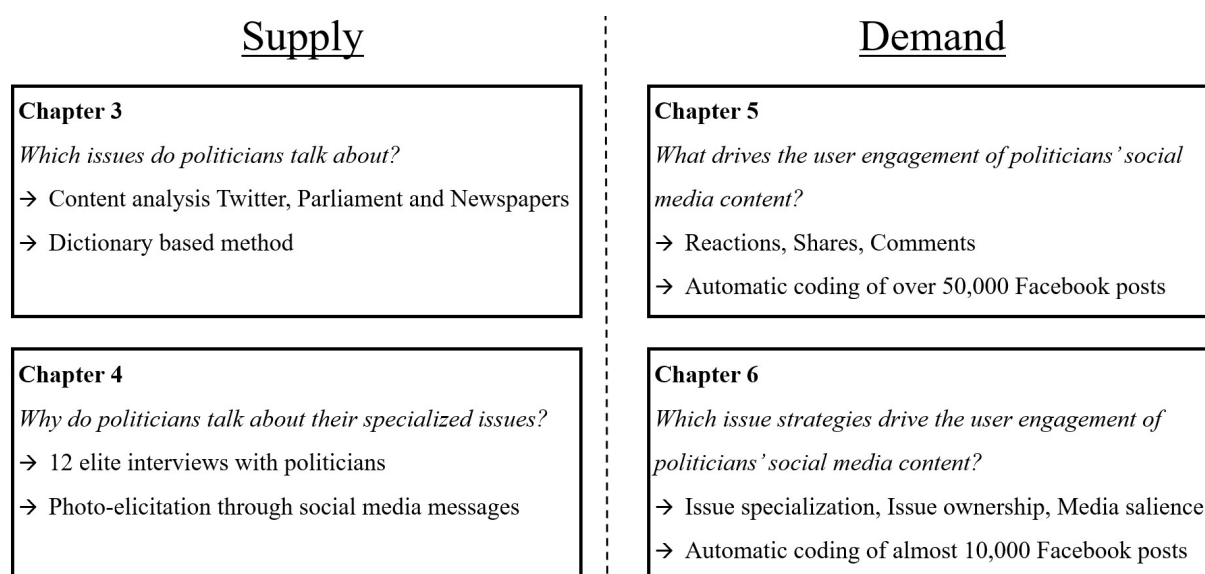 Supply
Chapter 3
Which issues do politicians talk about?
→ Content analysis Twitter, Parliament and Newspapers
→ Dictionary based method
Chapter 4
Why do politicians talk about their specialized issues?
→ 12 elite interviews with politicians
→ Photo-elicitation through social media messages
Demand
Chapter 5
What drives the user engagement of politicians’ social
media content?
→ Reactions, Shares, Comments
→ Automatic coding of over 50,000 Facebook posts
Chapter 6
Which issue strategies drive the user engagement of
politicians’ social media content?
→ Issue specialization, Issue ownership, Media salience
→ Automatic coding of almost 10,000 Facebook posts